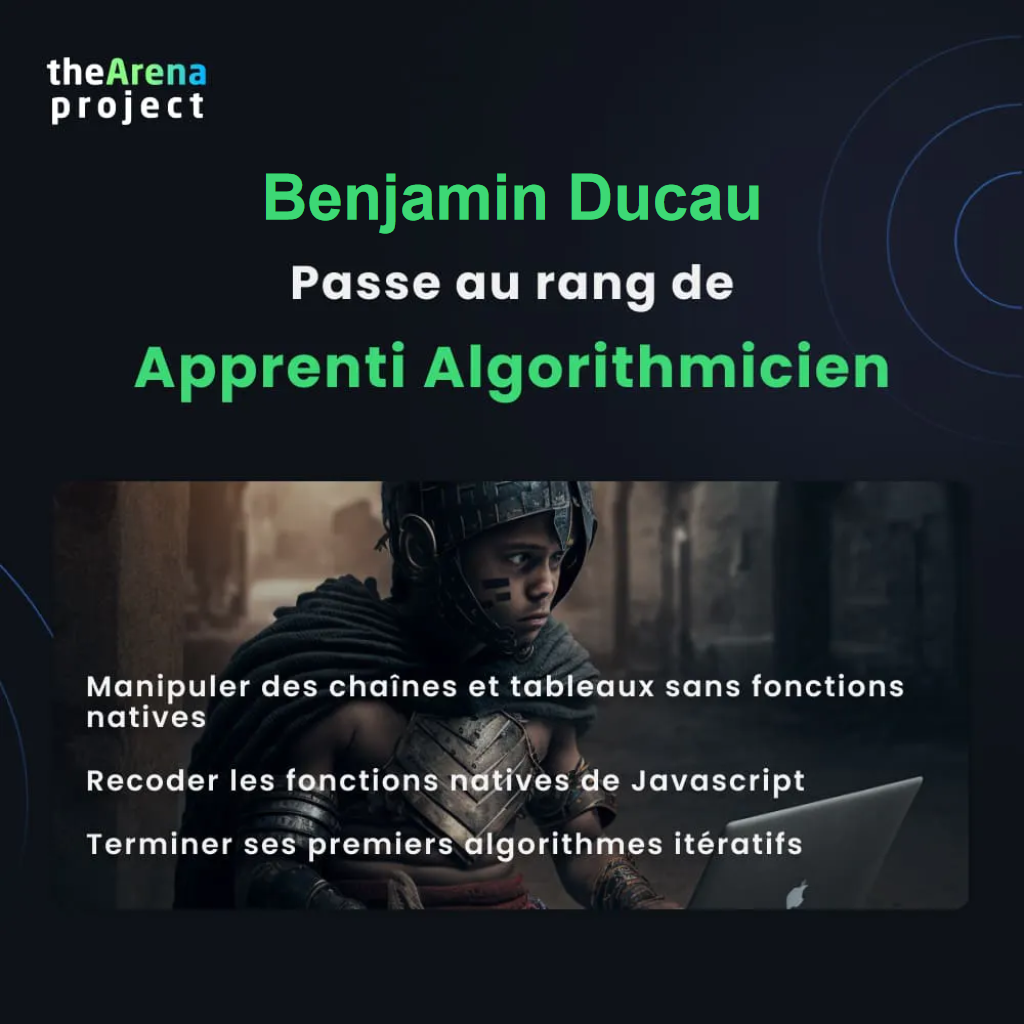 theArena
project
Benjamin Ducau
Passe au rang de
Apprenti Algorithmicien
Manipuler des chaînes et tableaux sans fonctions
natives
Recoder les fonctions natives de Javascript
Terminer ses premiers algorithmes itératifs